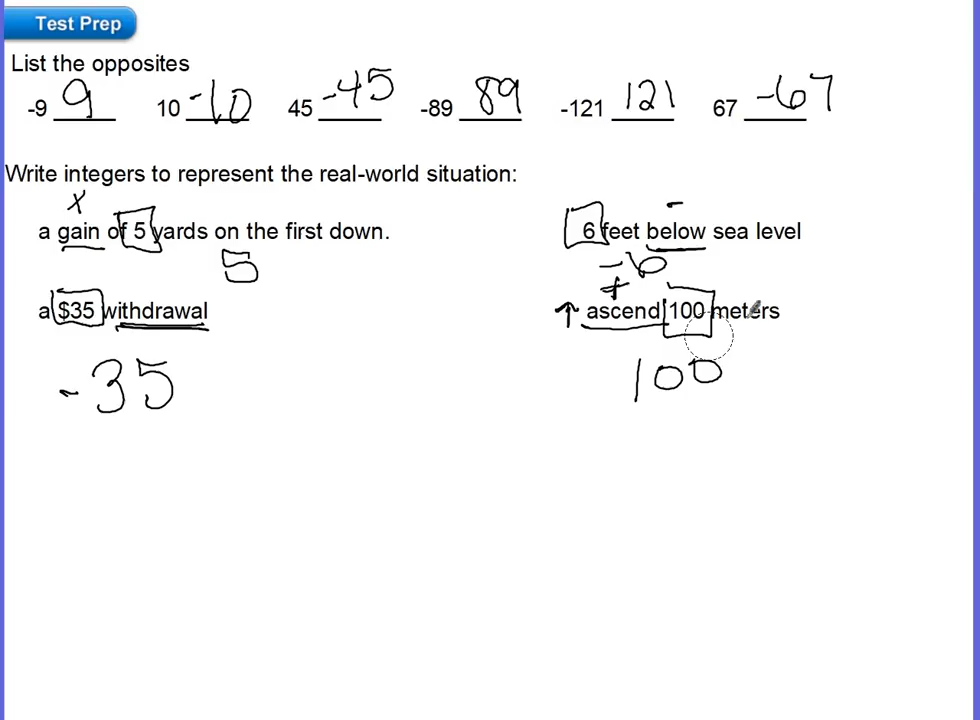 Test Prep
List the opposites
-9 9 10 -10 45 -45 -89 89 -121 121 67 -67
Write integers to represent the real-world situation:
+ -
a gain of 5 yards on the first down. 6 feet below sea level
5 -6
+
a $35 withdrawal ↑ ascend 100 meters
-35 100